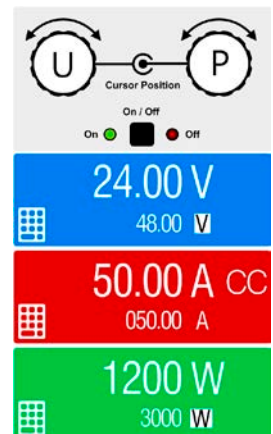 U P
Cursor Position
On / Off
On Off
24.00 V
48.00 V
50.00 A CC
050.00 A
1200 W
3000 W